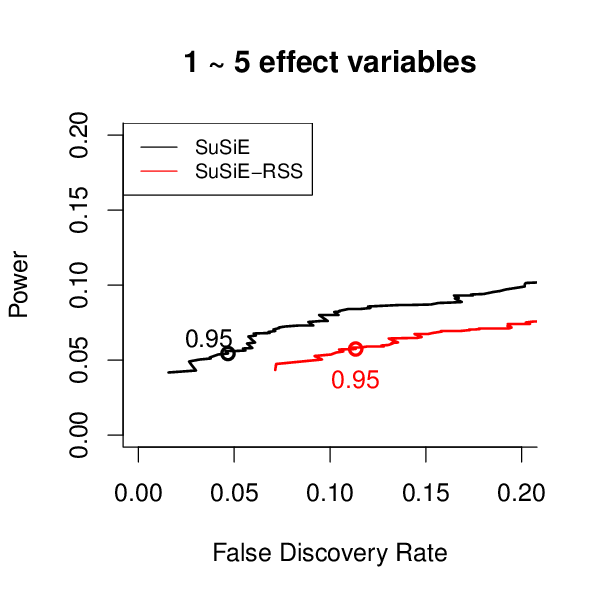 1 ~ 5 effect variables
SuSiE
SuSiE−RSS
Power
0.20
0.15
0.10
0.05
0.00
0.95
0.95
0.00 0.05 0.10 0.15 0.20
False Discovery Rate